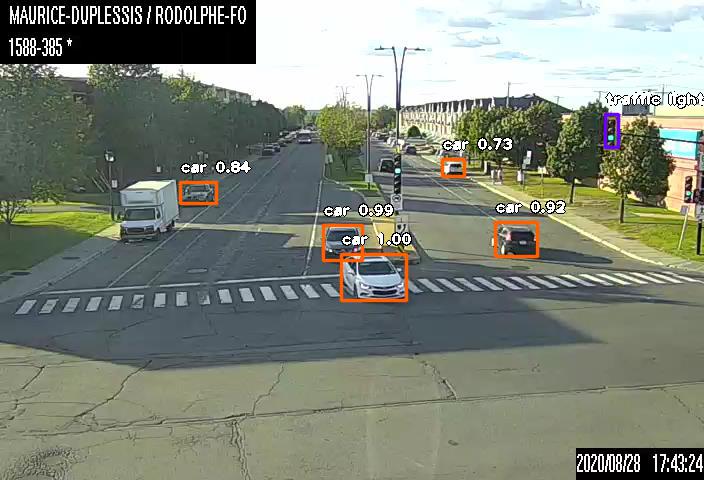 MAURICE-DUPLESSIS / RODOLPHE-FO
1588-385 *
traffic light
car 0.73
car 0.84
car 0.99
car 0.92
car 1.00
2020/08/28 17:43:24